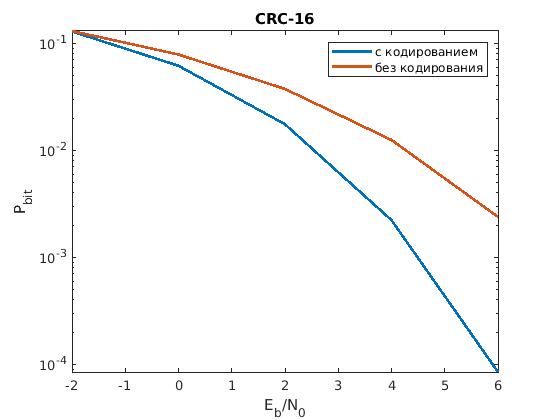 CRC-16
с кодированием
без кодирования
10^-1
10^-2
10^-3
10^-4
P_bit
-2 -1 0 1 2 3 4 5 6
E_b/N_0